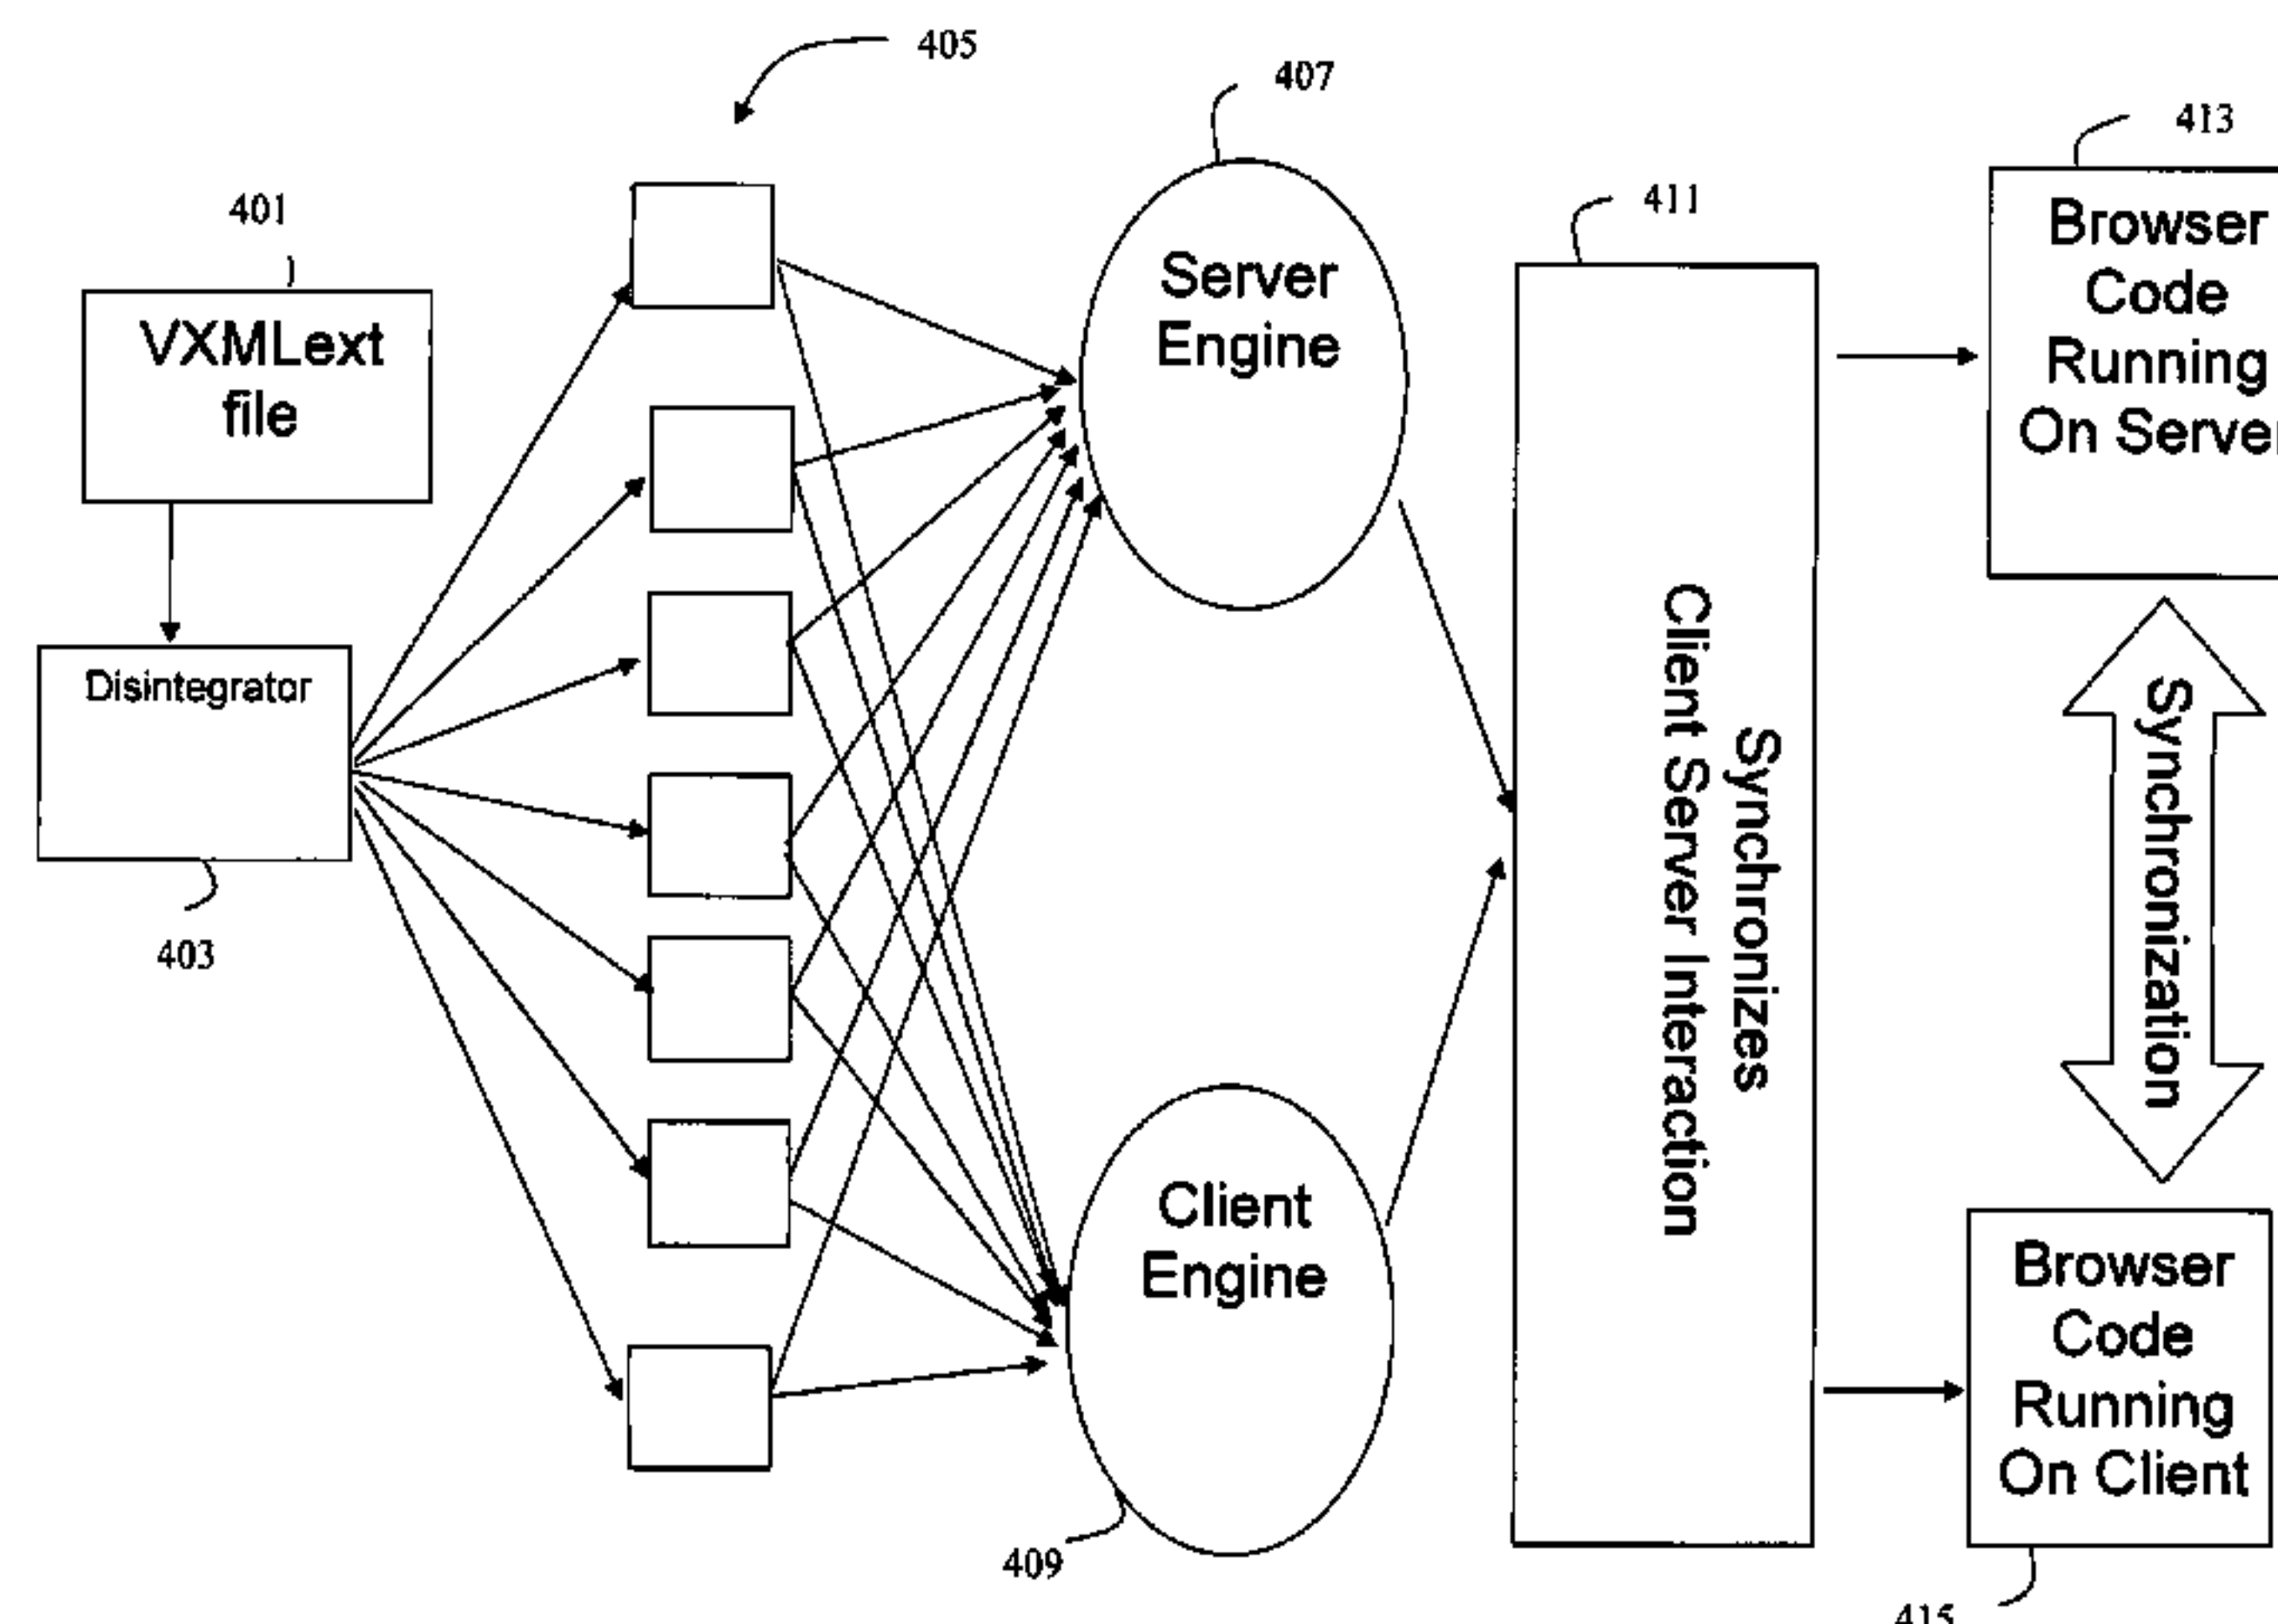 405
407
413
401
411
VXMLext
file
Server
Engine
Browser
Code
Running
On Server
Disintegrator
403
Synchronizes
Client Server Interaction
Synchronization
Client
Engine
Browser
Code
Running
On Client
409
415